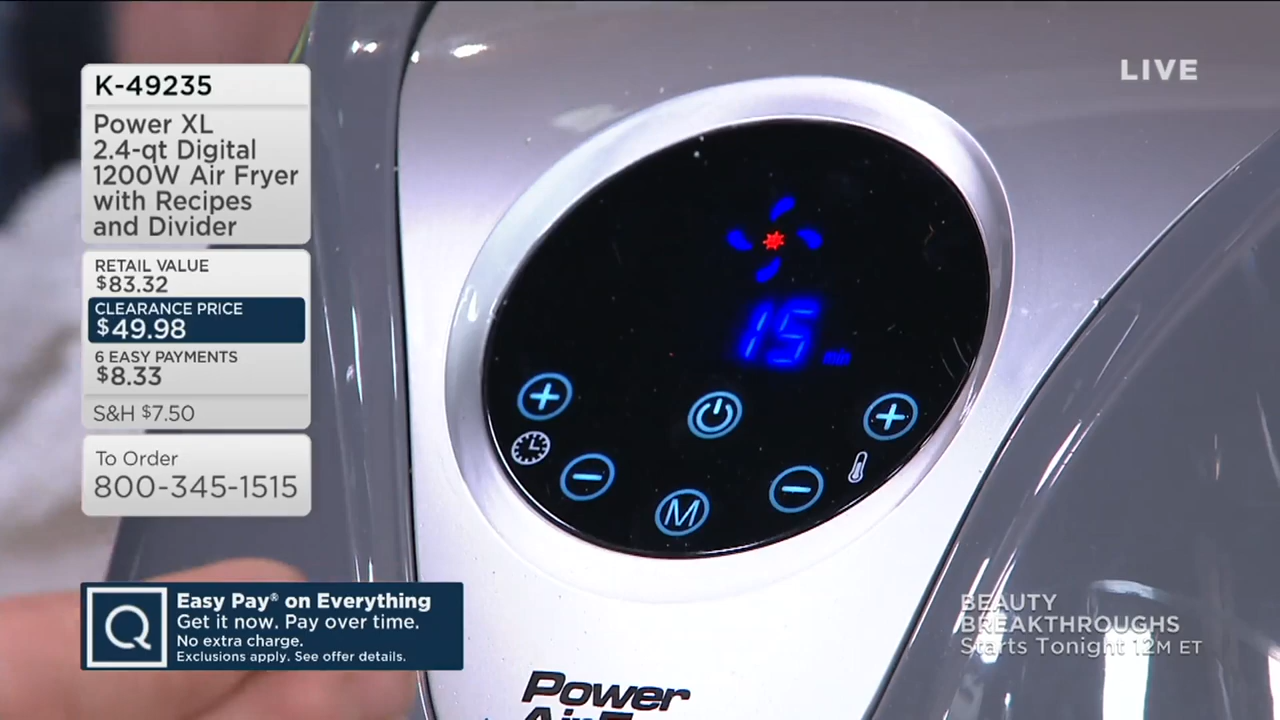 K-49235
Power XL
2.4-qt Digital
1200W Air Fryer
with Recipes
and Divider
RETAIL VALUE
$83.32
CLEARANCE PRICE
$49.98
6 EASY PAYMENTS
$8.33
S&H $7.50
To Order
800-345-1515
Q
Easy Pay® on Everything
Get it now. Pay over time.
No extra charge.
Exclusions apply. See offer details.
LIVE
15 min
M
Power
BEAUTY
BREAKTHROUGHS
Starts Tonight 12M ET